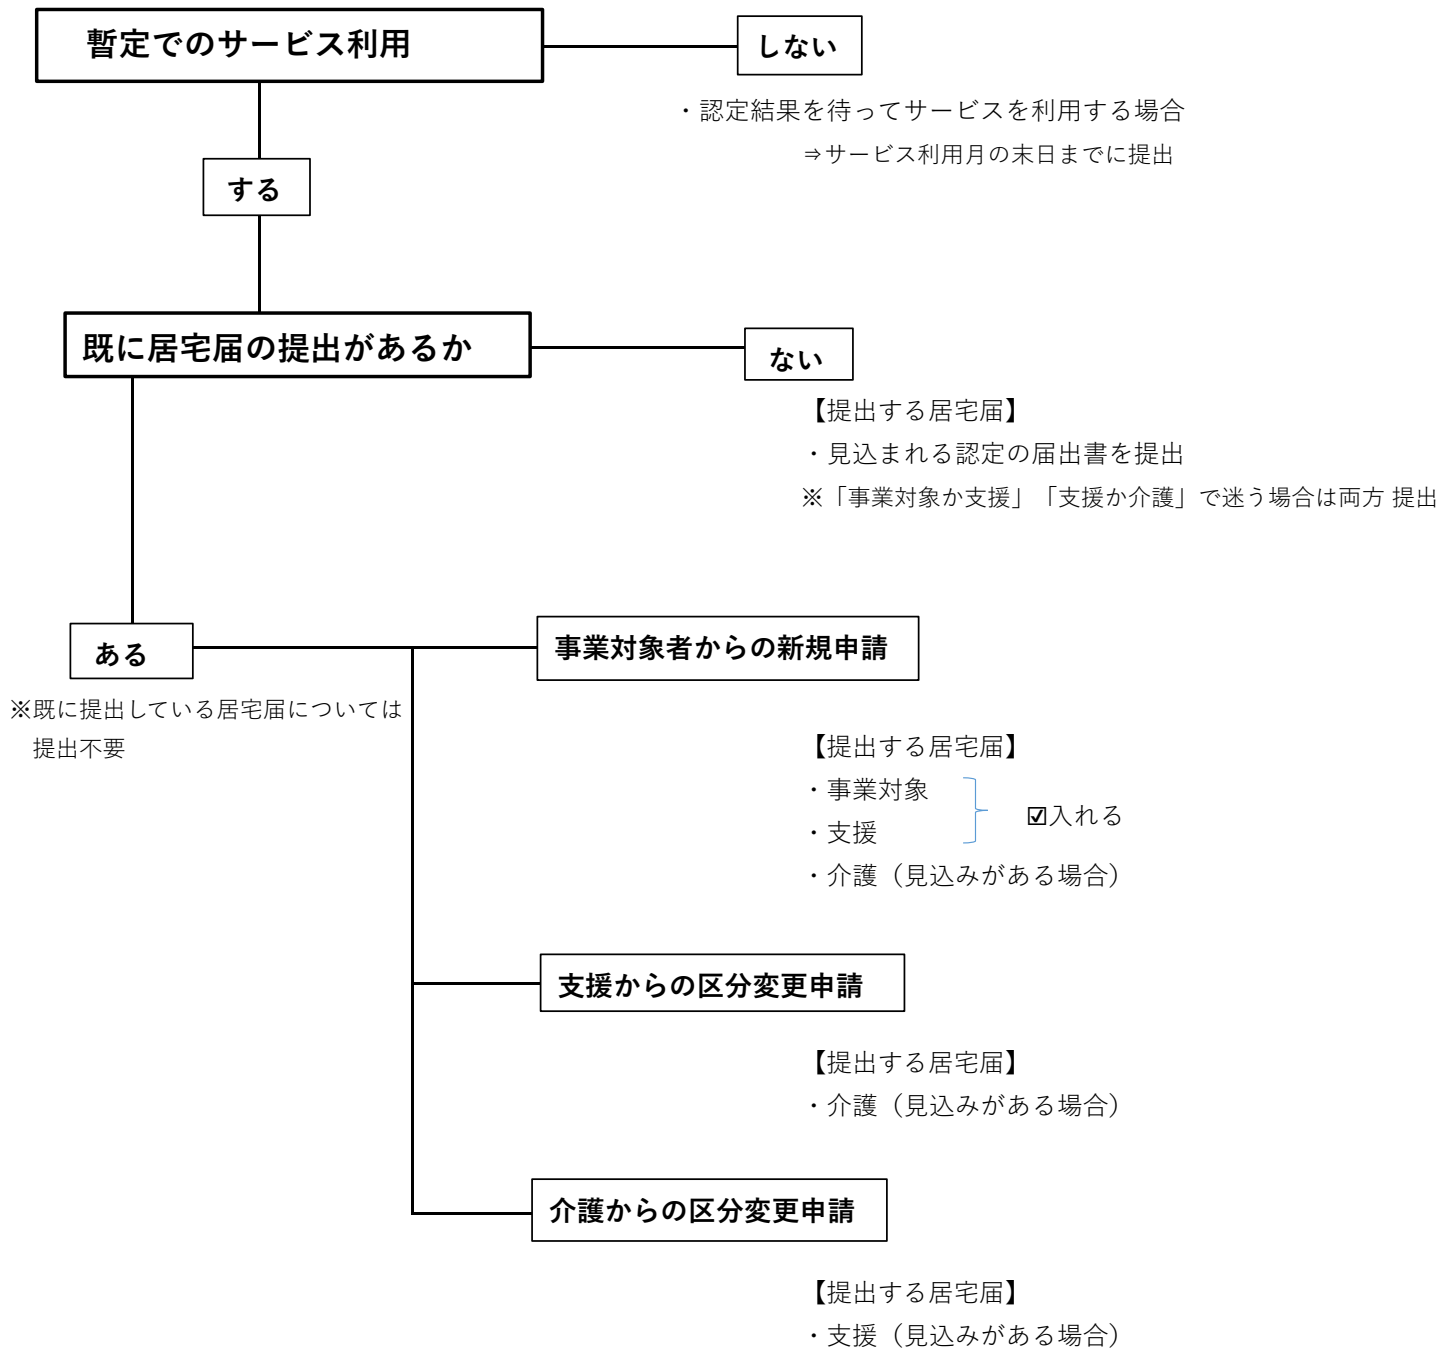 暫定でのサービス利用
しない
・認定結果を待ってサービスを利用する場合
⇒サービス利用月の末日までに提出
する
既に居宅届の提出があるか
ない
【提出する居宅届】
・見込まれる認定の届出書を提出
※「事業対象か支援」「支援か介護」で迷う場合は両方 提出
ある
※既に提出している居宅届については
提出不要
事業対象者からの新規申請
【提出する居宅届】
・事業対象
・支援
☑入れる
・介護（見込みがある場合）
支援からの区分変更申請
【提出する居宅届】
・介護（見込みがある場合）
介護からの区分変更申請
【提出する居宅届】
・支援（見込みがある場合）